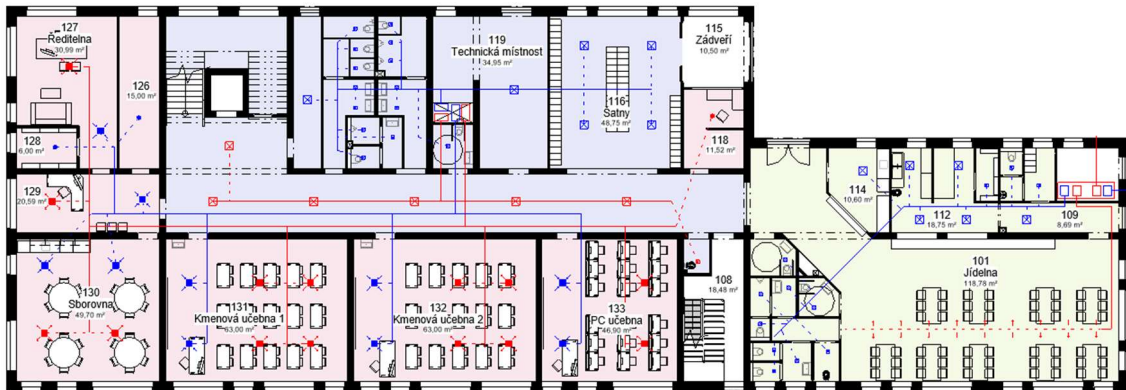 127
Ředitelna
30,99 m²
126
15,00 m²
128
6,00 m²
129
20,59 m²
130
Sborovna
49,70 m²
131
Kmenová učebna 1
63,00 m²
132
Kmenová učebna 2
63,00 m²
133
PC učebna
46,90 m²
119
Technická místnost
34,95 m²
116
Šatny
48,75 m²
115
Zádveří
10,50 m²
118
11,52 m²
108
18,48 m²
114
10,60 m²
112
18,75 m²
109
8,69 m²
101
Jídelna
118,78 m²